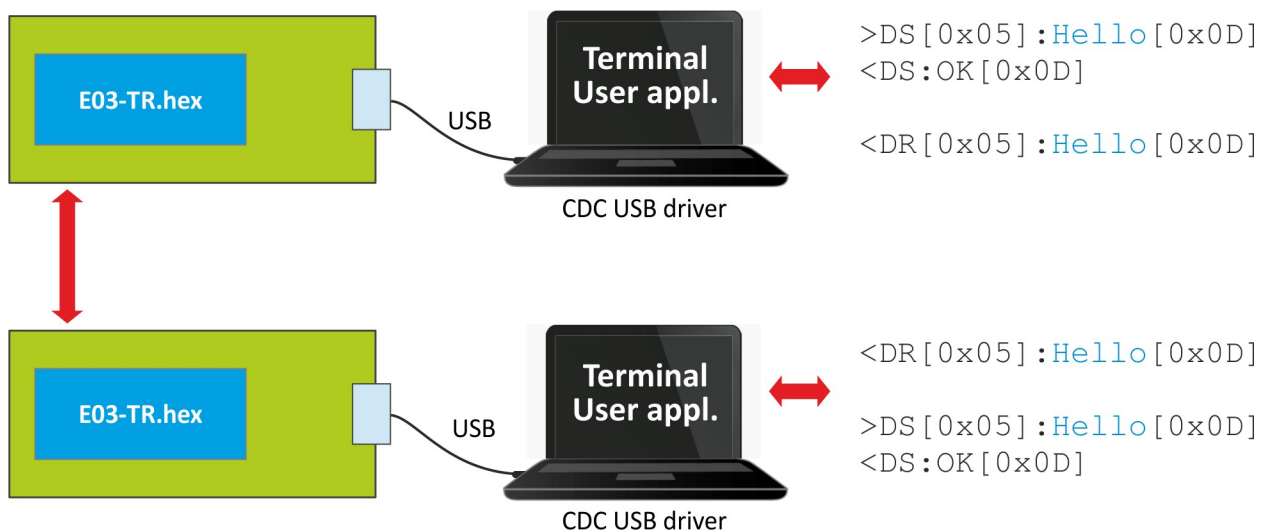 E03-TR.hex
USB
Terminal
User appl.
CDC USB driver
>DS[0x05]:Hello[0x0D]
<DS:OK[0x0D]
<DR[0x05]:Hello[0x0D]
E03-TR.hex
USB
Terminal
User appl.
CDC USB driver
<DR[0x05]:Hello[0x0D]
>DS[0x05]:Hello[0x0D]
<DS:OK[0x0D]